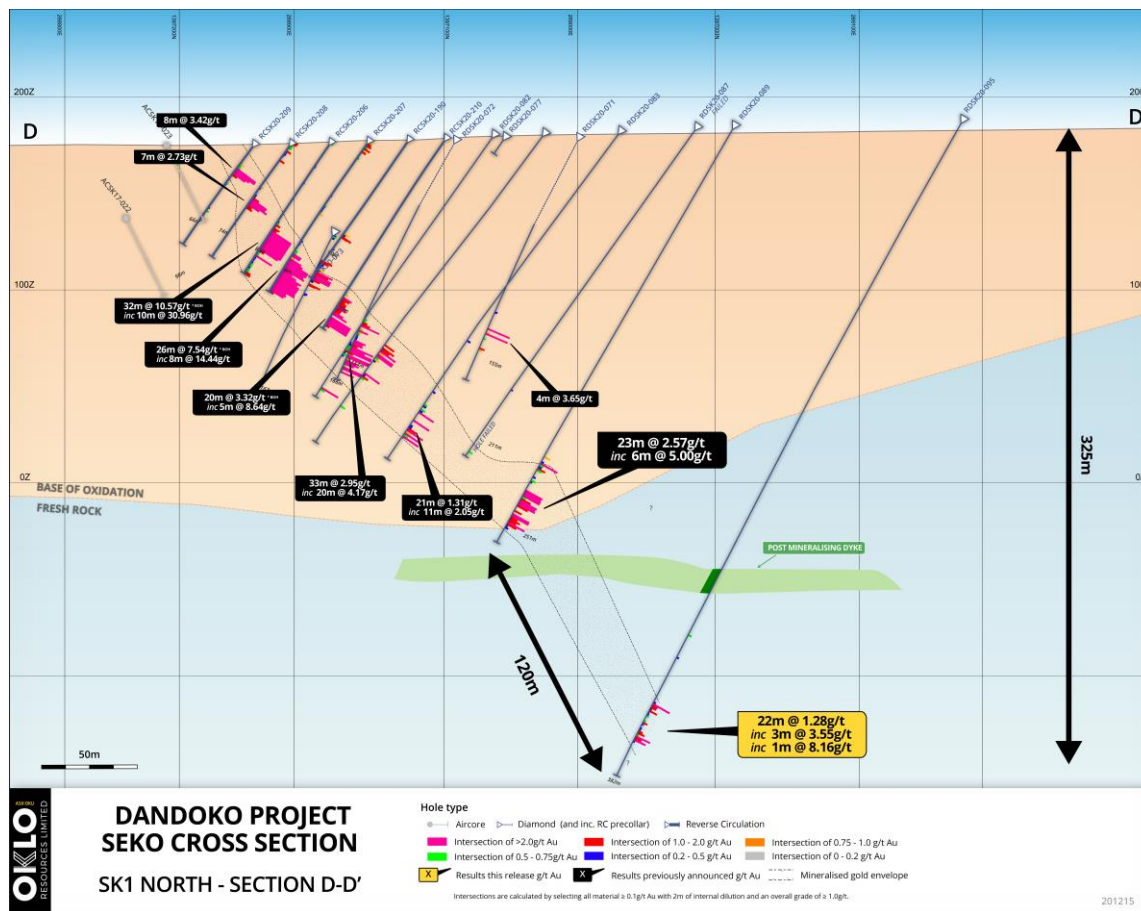 200Z
D
D
8m @ 3.42g/t
7m @ 2.73g/t
ACSK17-022
RCSK20-209
RCSK20-208
RCSK20-206
RCSK20-207
RCSK20-190
RCSK20-210
RDSK20-072
RDSK20-082
RDSK20-077
RDSK20-071
RDSK20-083
RDSK20-087
RDSK20-089
RDSK20-095
100Z
32m @ 10.57g/t
inc 10m @ 30.96g/t
26m @ 7.54g/t
inc 8m @ 14.44g/t
20m @ 3.32g/t
inc 5m @ 8.64g/t
4m @ 3.65g/t
HOLE FAILED
23m @ 2.57g/t
inc 6m @ 5.00g/t
33m @ 2.95g/t
inc 20m @ 4.17g/t
21m @ 1.31g/t
inc 11m @ 2.05g/t
0Z
BASE OF OXIDATION
FRESH ROCK
251m
?
POST MINERALISING DYKE
325m
120m
22m @ 1.28g/t
inc 3m @ 3.55g/t
inc 1m @ 8.16g/t
?
382m
50m
OKLO
RESOURCES LIMITED
ASX:OKU
DANDOKO PROJECT
SEKO CROSS SECTION
SK1 NORTH - SECTION D-D’
Hole type
Aircore
Diamond (and inc. RC precollar)
Reverse Circulation
Intersection of >2.0g/t Au
Intersection of 1.0 - 2.0 g/t Au
Intersection of 0.75 - 1.0 g/t Au
Intersection of 0.5 - 0.75g/t Au
Intersection of 0.2 - 0.5 g/t Au
Intersection of 0 - 0.2 g/t Au
X
Results this release g/t Au
X
Results previously announced g/t Au
Mineralised gold envelope
Intersections are calculated by selecting all material ≥ 0.1g/t Au with 2m of internal dilution and an overall grade of ≥ 1.0g/t.
201215